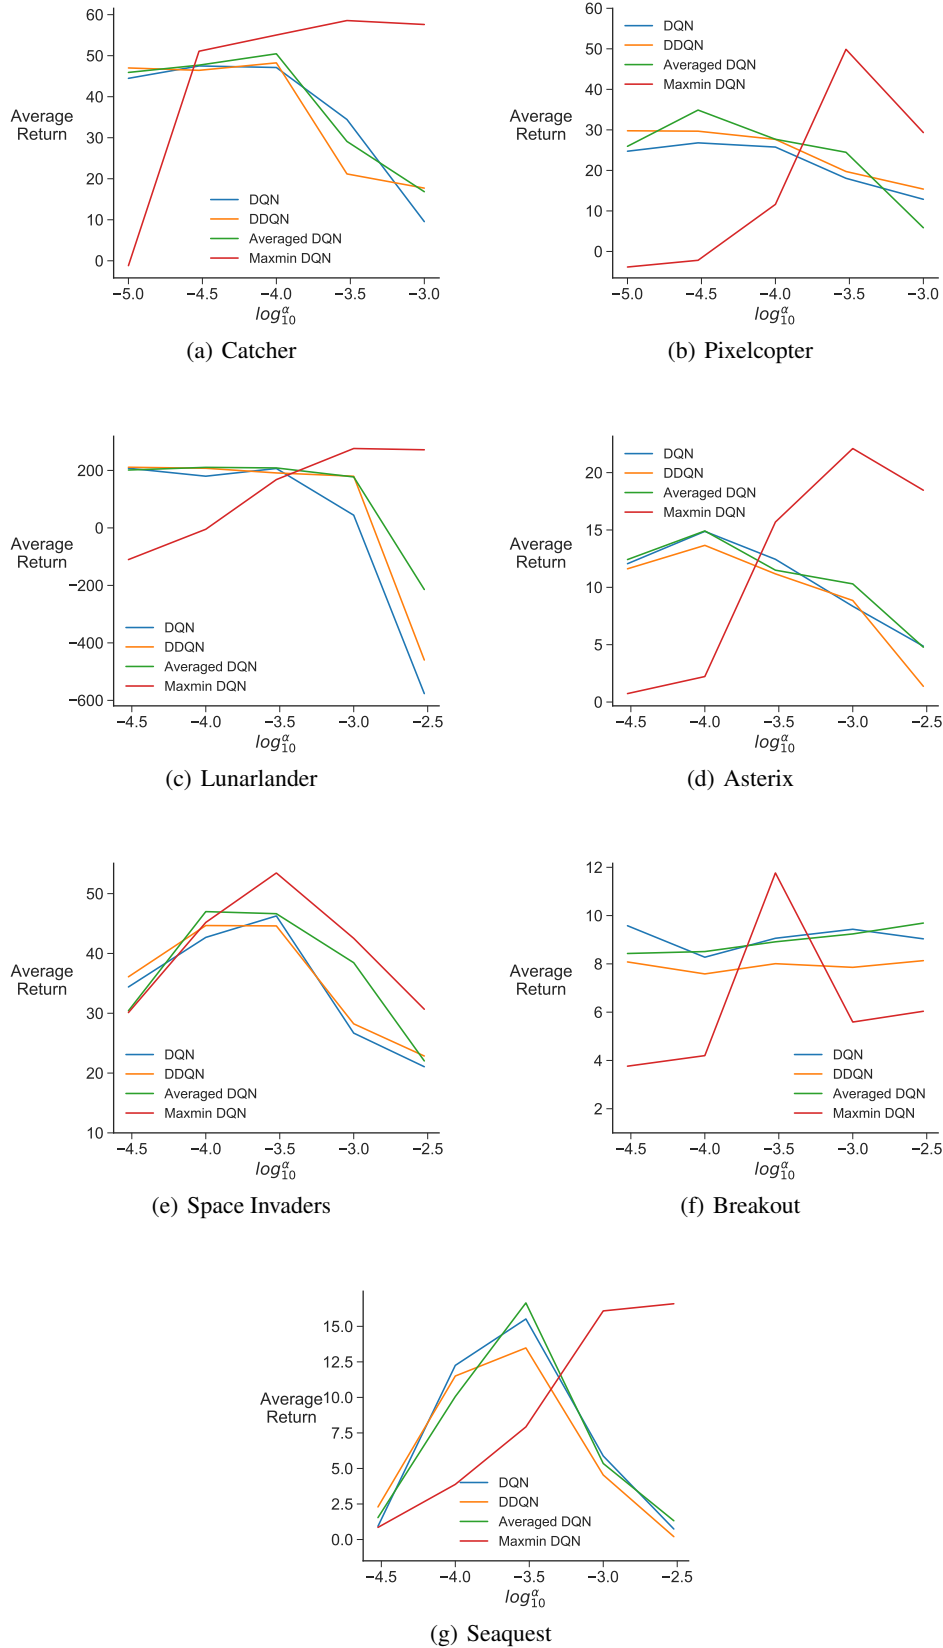 60
50
40
Average
Return
30
20
10
0
DQN
DDQN
Averaged DQN
Maxmin DQN
−5.0 −4.5 −4.0 −3.5 −3.0
log₁₀^α
(a) Catcher
60
50
40
Average
Return
30
20
10
0
DQN
DDQN
Averaged DQN
Maxmin DQN
−5.0 −4.5 −4.0 −3.5 −3.0
log₁₀^α
(b) Pixelcopter
200
0
Average
Return
−200
−400
−600
DQN
DDQN
Averaged DQN
Maxmin DQN
−4.5 −4.0 −3.5 −3.0 −2.5
log₁₀^α
(c) Lunarlander
20
15
Average
Return
10
5
0
DQN
DDQN
Averaged DQN
Maxmin DQN
−4.5 −4.0 −3.5 −3.0 −2.5
log₁₀^α
(d) Asterix
50
40
Average
Return
30
20
10
DQN
DDQN
Averaged DQN
Maxmin DQN
−4.5 −4.0 −3.5 −3.0 −2.5
log₁₀^α
(e) Space Invaders
12
10
8
Average
Return
6
4
2
DQN
DDQN
Averaged DQN
Maxmin DQN
−4.5 −4.0 −3.5 −3.0 −2.5
log₁₀^α
(f) Breakout
15.0
12.5
Average
Return
10.0
7.5
5.0
2.5
0.0
DQN
DDQN
Averaged DQN
Maxmin DQN
−4.5 −4.0 −3.5 −3.0 −2.5
log₁₀^α
(g) Seaquest